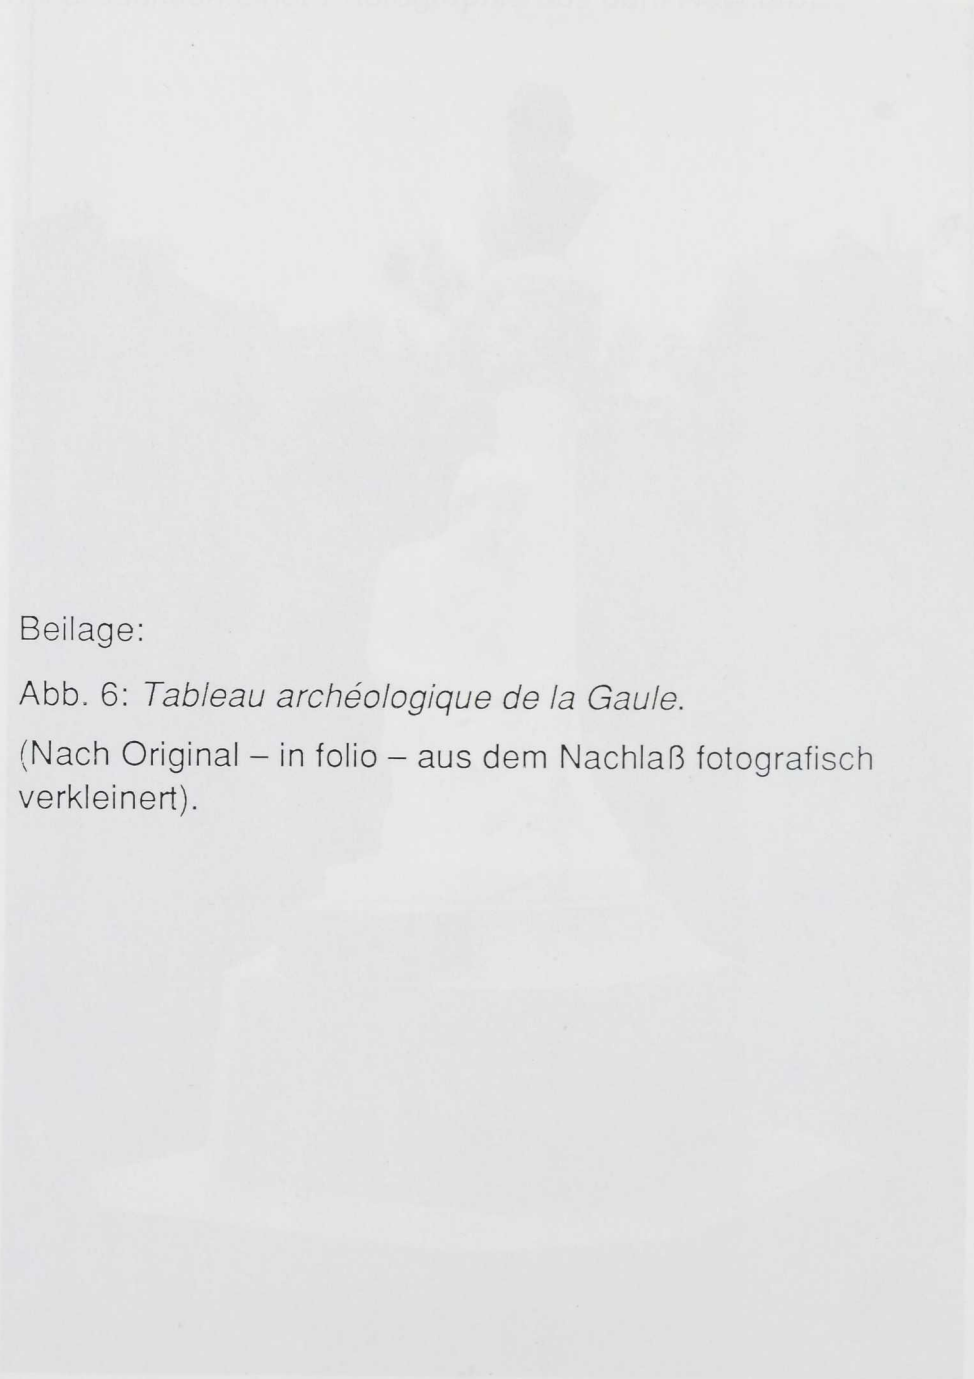 Beilage:
Abb. 6: Tableau archéologique de la Gaule.
(Nach Original – in folio – aus dem Nachlaß fotografisch
verkleinert).